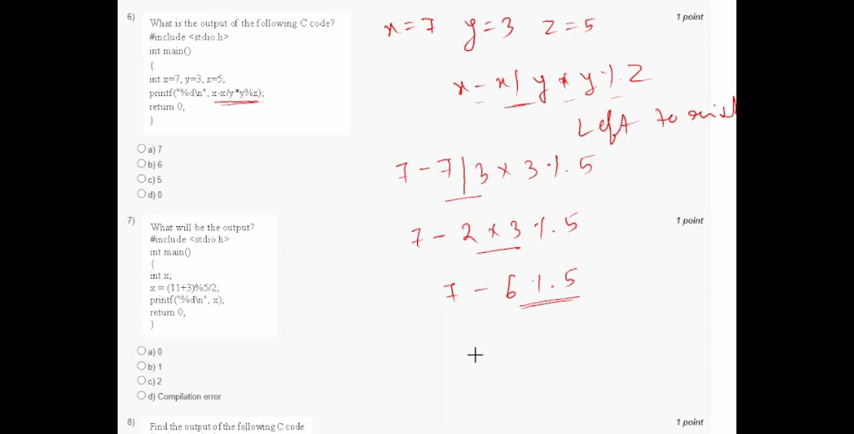 6)
What is the output of the following C code?
1 point
#include <stdio.h>
int main()
{
int x=7, y=3, z=5;
printf("%d\n", x-x/y*y%z);
return 0;
}
a) 7
b) 6
c) 5
d) 0
x=7 y=3 z=5
x - x/y * y % z
Left to
7 - 7/3 × 3 % 5
7 - 2 × 3 % 5
7 - 6 % 5
7)
What will be the output?
1 point
#include <stdio.h>
int main()
{
int x;
x = (11+3)%5/2;
printf("%d\n", x);
return 0;
}
a) 0
b) 1
c) 2
d) Compilation error
8)
Find the output of the following C code
1 point